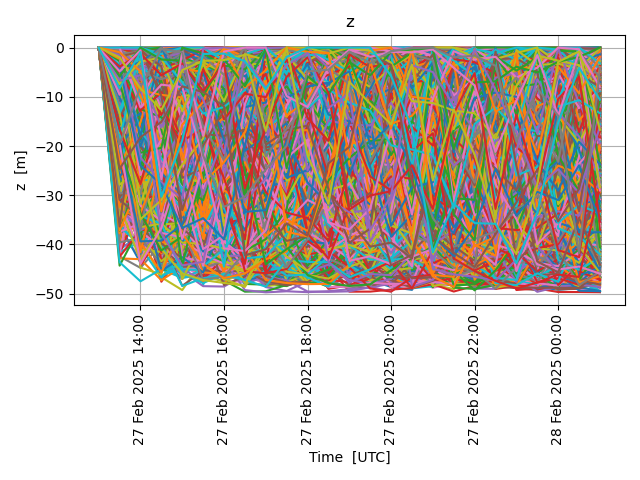 z
0
−10
−20
−30
−40
−50
z [m]
27 Feb 2025 14:00
27 Feb 2025 16:00
27 Feb 2025 18:00
27 Feb 2025 20:00
27 Feb 2025 22:00
28 Feb 2025 00:00
Time [UTC]